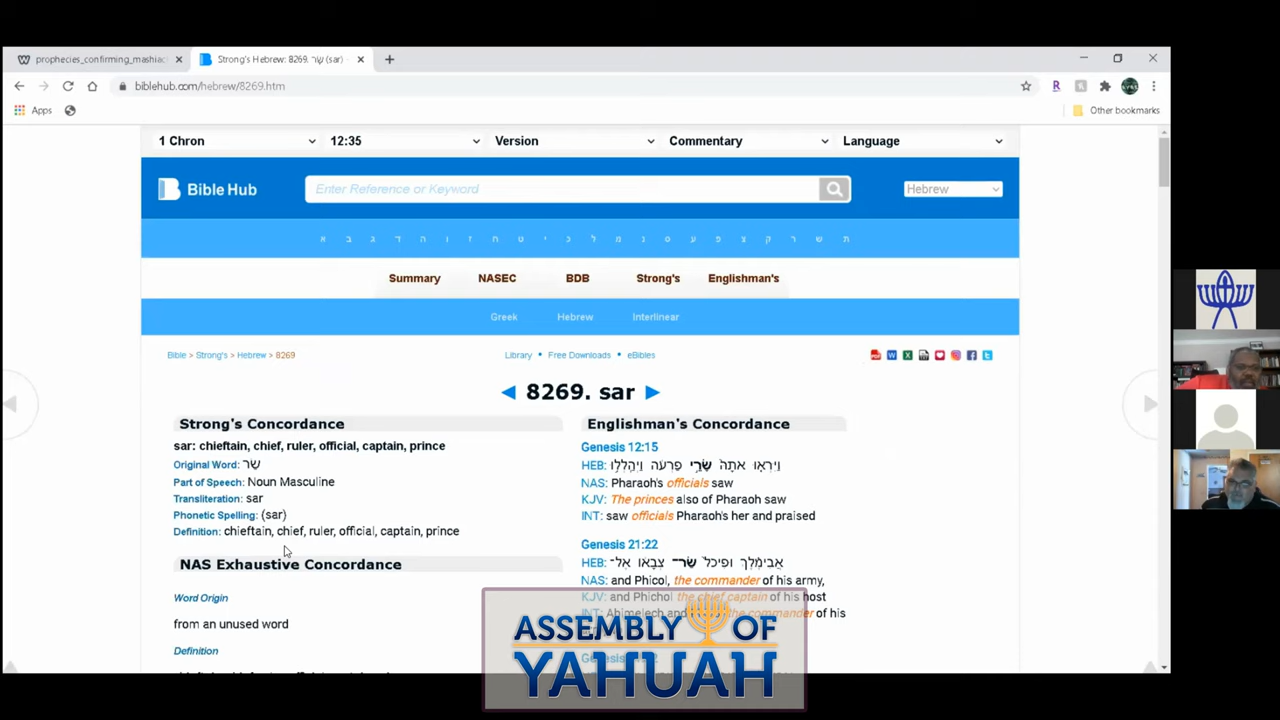 prophecies_confirming_mashiac
Strong's Hebrew: 8269. שַׂר (sar) -
biblehub.com/hebrew/8269.htm
Apps
Other bookmarks
1 Chron
12:35
Version
Commentary
Language
Bible Hub
Enter Reference or Keyword
Hebrew
א ב ג ד ה ו ז ח ט י כ ל מ נ ס ע פ צ ק ר ש ת
Summary
NASEC
BDB
Strong's
Englishman's
Greek
Hebrew
Interlinear
Bible > Strong's > Hebrew > 8269
Library • Free Downloads • eBibles
◄ 8269. sar ►
Strong's Concordance
sar: chieftain, chief, ruler, official, captain, prince
Original Word: שַׂר
Part of Speech: Noun Masculine
Transliteration: sar
Phonetic Spelling: (sar)
Definition: chieftain, chief, ruler, official, captain, prince
NAS Exhaustive Concordance
Word Origin
from an unused word
Definition
Englishman's Concordance
Genesis 12:15
HEB: וַיִּרְא֤וּ אֹתָהּ֙ שָׂרֵ֣י פַרְעֹ֔ה וַיְהַֽלְל֥וּ
NAS: Pharaoh's officials saw
KJV: The princes also of Pharaoh saw
INT: saw officials Pharaoh's her and praised
Genesis 21:22
HEB: אֲבִימֶ֗לֶךְ וּפִיכֹל֙ שַׂר־ צְבָא֔וֹ אֶל־
NAS: and Phicol, the commander of his army,
KJV: and Phichol the chief captain of his host
INT: Abimelech and the commander of his
ASSEMBLY OF
YAHUAH